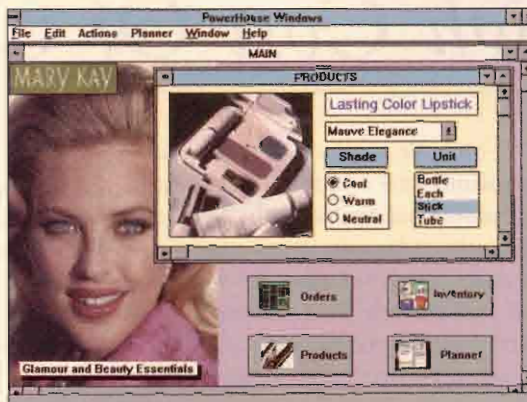 PowerHouse Windows
File Edit Actions Planner Window Help
MAIN
MARY KAY
PRODUCTS
Lasting Color Lipstick
Mauve Elegance
Shade
Unit
Cool
Warm
Neutral
Bottle
Each
Stick
Tube
Orders
Inventory
Products
Planner
Glamour and Beauty Essentials